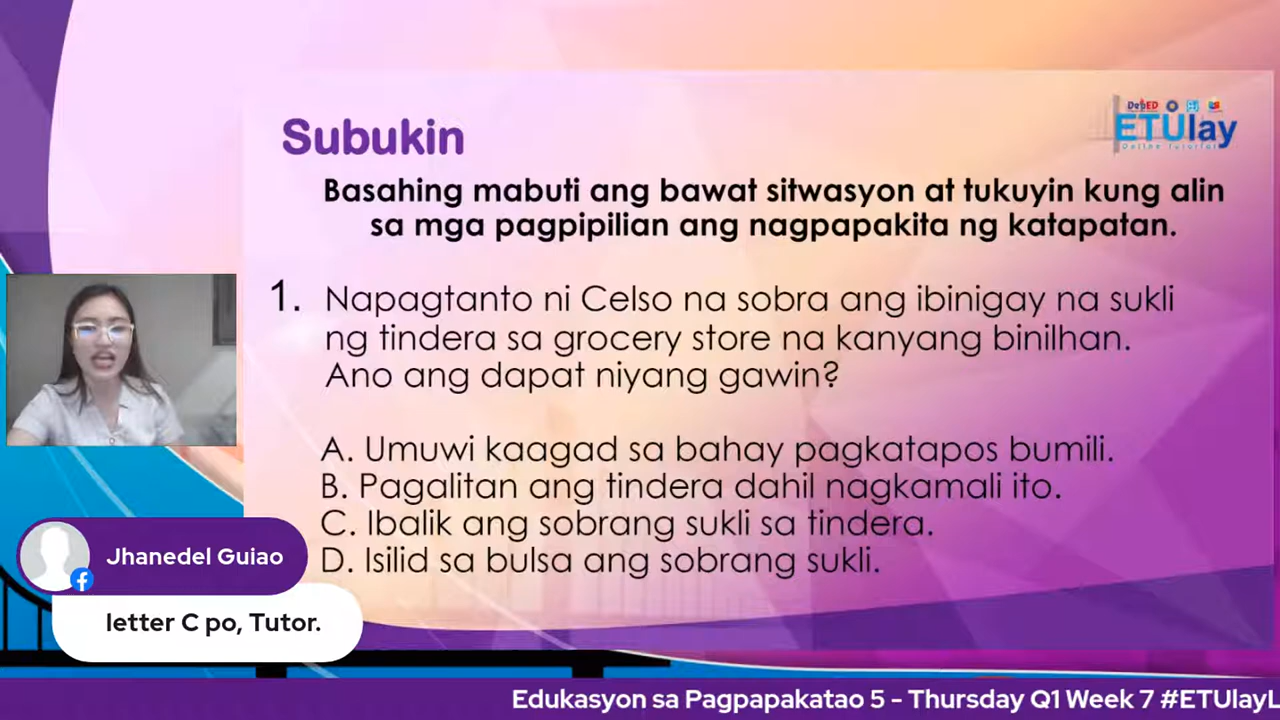 DepED
ETUlay
Online Tutorial
Subukin
Basahing mabuti ang bawat sitwasyon at tukuyin kung alin
sa mga pagpipilian ang nagpapakita ng katapatan.
1. Napagtanto ni Celso na sobra ang ibinigay na sukli
ng tindera sa grocery store na kanyang binilhan.
Ano ang dapat niyang gawin?
A. Umuwi kaagad sa bahay pagkatapos bumili.
B. Pagalitan ang tindera dahil nagkamali ito.
C. Ibalik ang sobrang sukli sa tindera.
D. Isilid sa bulsa ang sobrang sukli.
Jhanedel Guiao
letter C po, Tutor.
Edukasyon sa Pagpapakatao 5 - Thursday Q1 Week 7 #ETUlayL